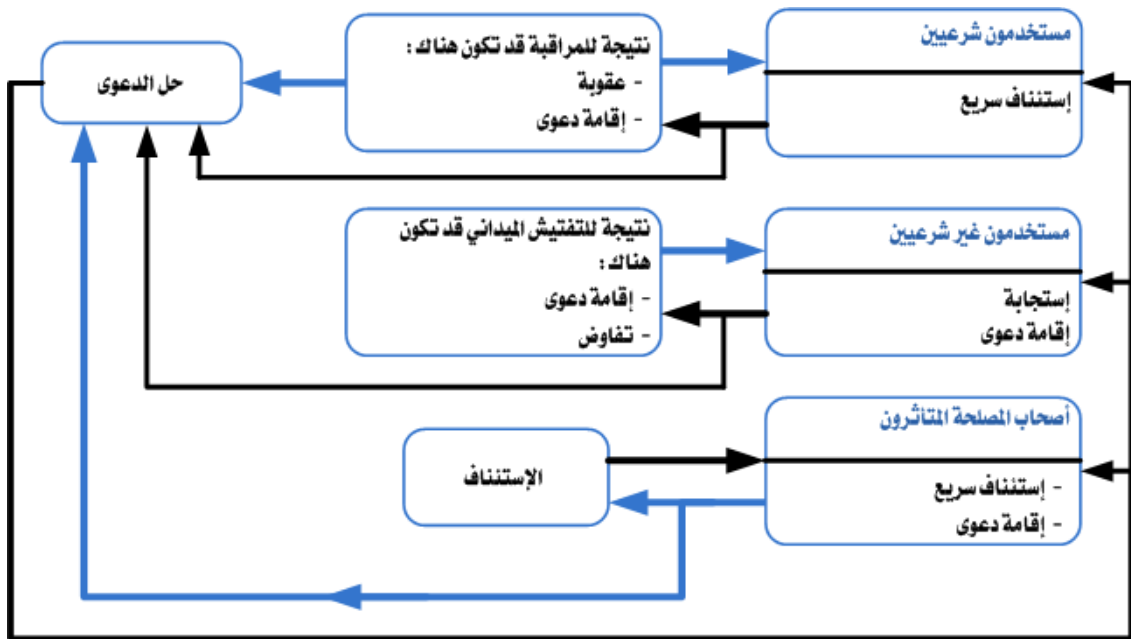 مستخدمون شرعيين
إستئناف سريع
نتيجة للمراقبة قد تكون هناك :
- عقوبة
- إقامة دعوى
حل الدعوى
مستخدمون غير شرعيين
إستجابة
إقامة دعوى
نتيجة للتفتيش الميداني قد تكون
هناك :
- إقامة دعوى
- تفاوض
أصحاب المصلحة المتأثرون
- إستئناف سريع
- إقامة دعوى
الإستئناف